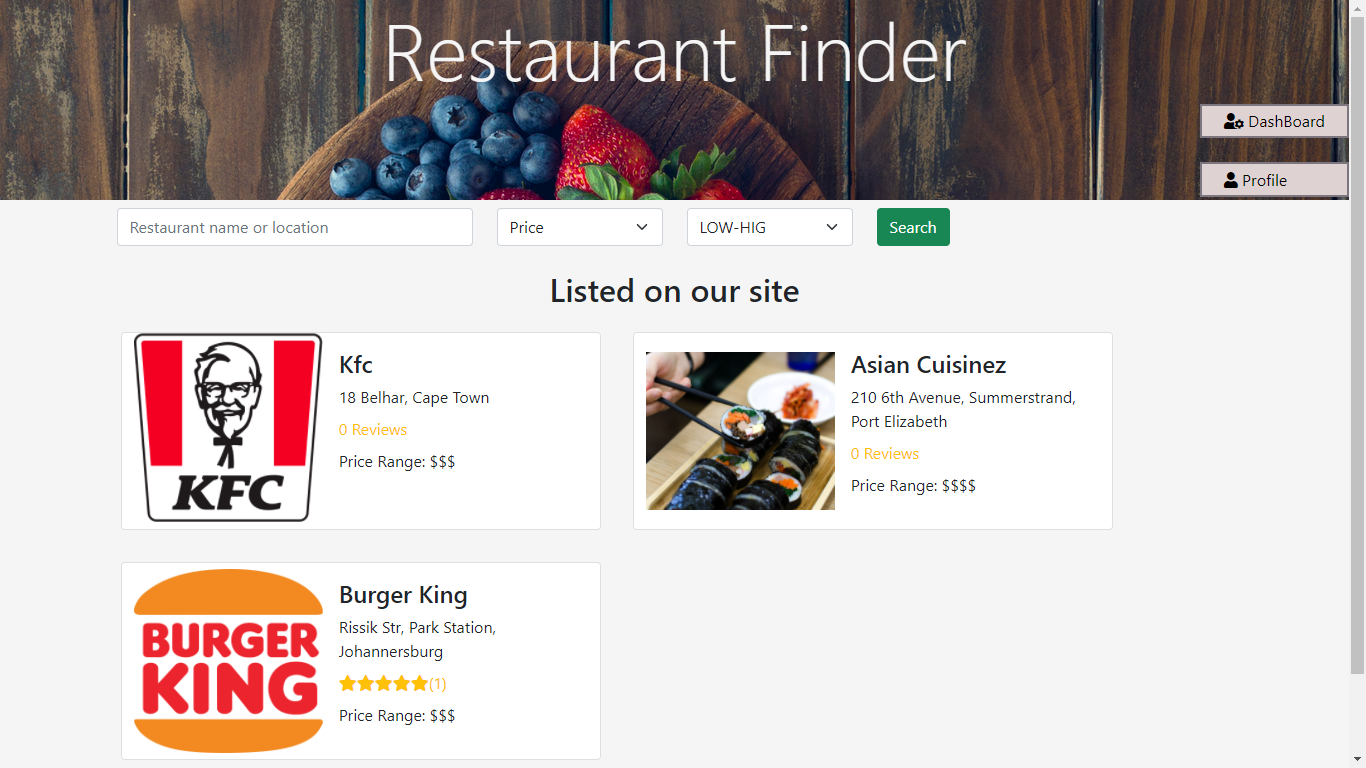 Restaurant Finder
DashBoard
Profile
Restaurant name or location
Price
LOW-HIG
Search
Listed on our site
KFC
Kfc
18 Belhar, Cape Town
0 Reviews
Price Range: $$$
Asian Cuisinez
210 6th Avenue, Summerstrand,
Port Elizabeth
0 Reviews
Price Range: $$$$
BURGER
KING
Burger King
Rissik Str, Park Station,
Johannersburg
(1)
Price Range: $$$